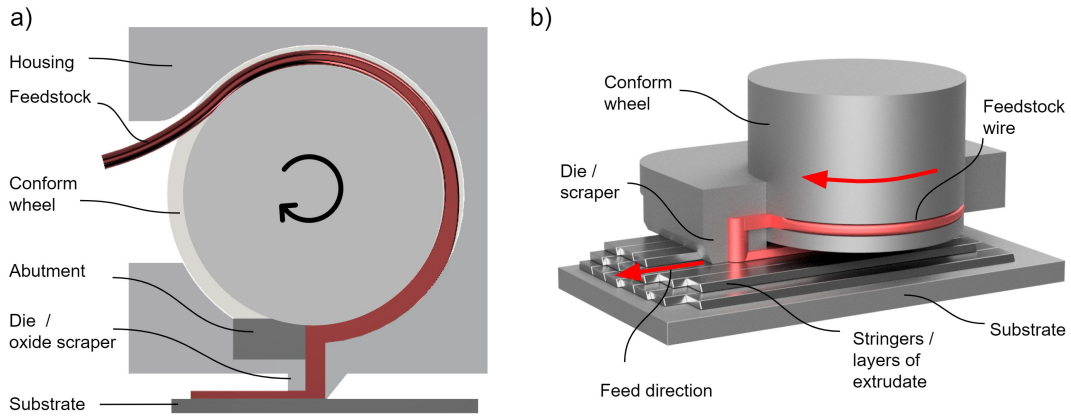 a)
Housing
Feedstock
Conform
wheel
Abutment
Die /
oxide scraper
Substrate
b)
Conform
wheel
Feedstock
wire
Die /
scraper
Substrate
Stringers /
layers of
extrudate
Feed direction